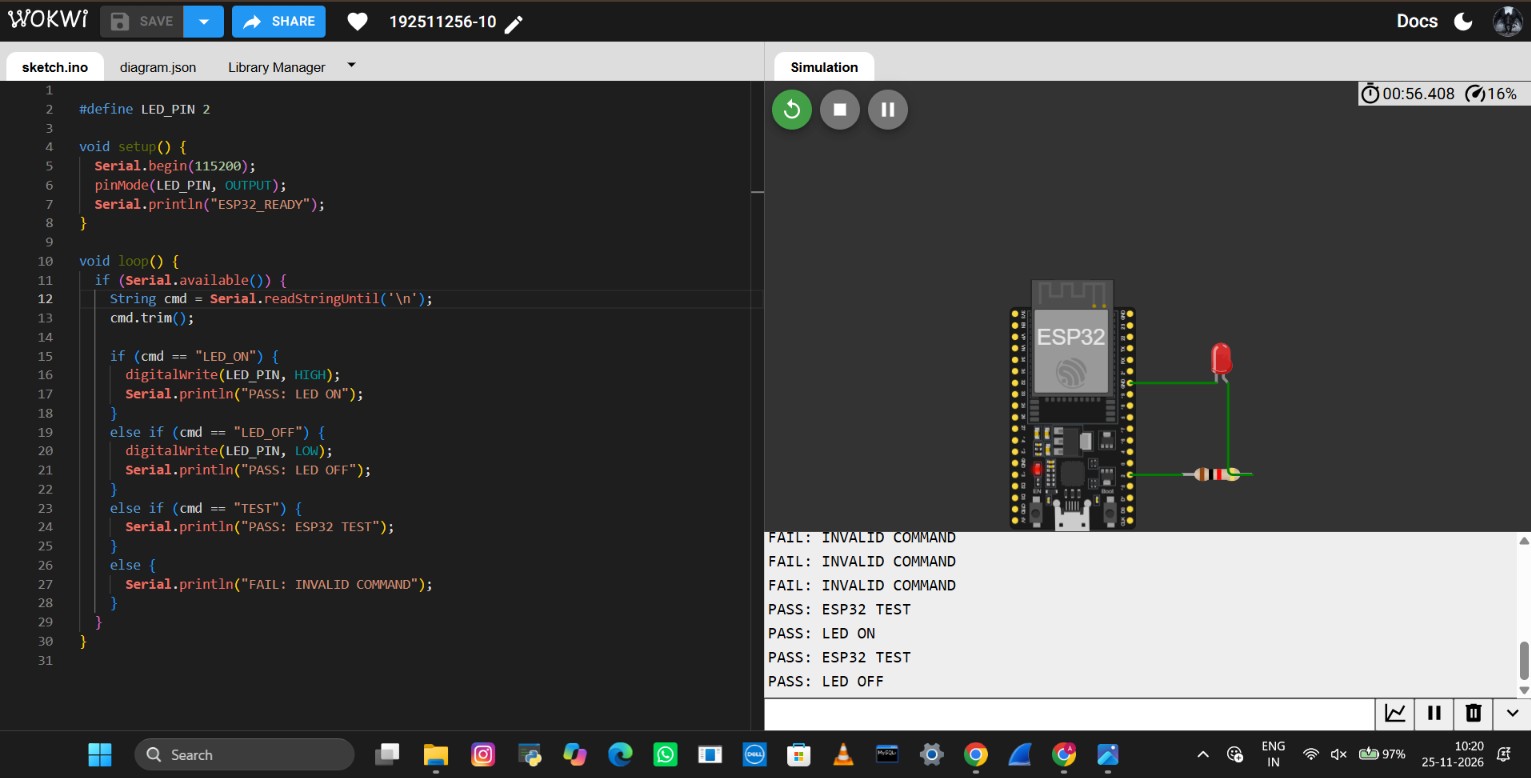 WOKWI SAVE SHARE 192511256-10 Docs
sketch.ino diagram.json Library Manager Simulation
00:56.408 16%
1
2 #define LED_PIN 2
3
4 void setup() {
5 Serial.begin(115200);
6 pinMode(LED_PIN, OUTPUT);
7 Serial.println("ESP32_READY");
8 }
9
10 void loop() {
11 if (Serial.available()) {
12 String cmd = Serial.readStringUntil('\n');
13 cmd.trim();
14
15 if (cmd == "LED_ON") {
16 digitalWrite(LED_PIN, HIGH);
17 Serial.println("PASS: LED ON");
18 }
19 else if (cmd == "LED_OFF") {
20 digitalWrite(LED_PIN, LOW);
21 Serial.println("PASS: LED OFF");
22 }
23 else if (cmd == "TEST") {
24 Serial.println("PASS: ESP32 TEST");
25 }
26 else {
27 Serial.println("FAIL: INVALID COMMAND");
28 }
29 }
30 }
31
ESP32
EN Boot
FAIL: INVALID COMMAND
FAIL: INVALID COMMAND
FAIL: INVALID COMMAND
PASS: ESP32 TEST
PASS: LED ON
PASS: ESP32 TEST
PASS: LED OFF
Search
DELL
MySQL
ENG
IN
97%
10:20
25-11-2026